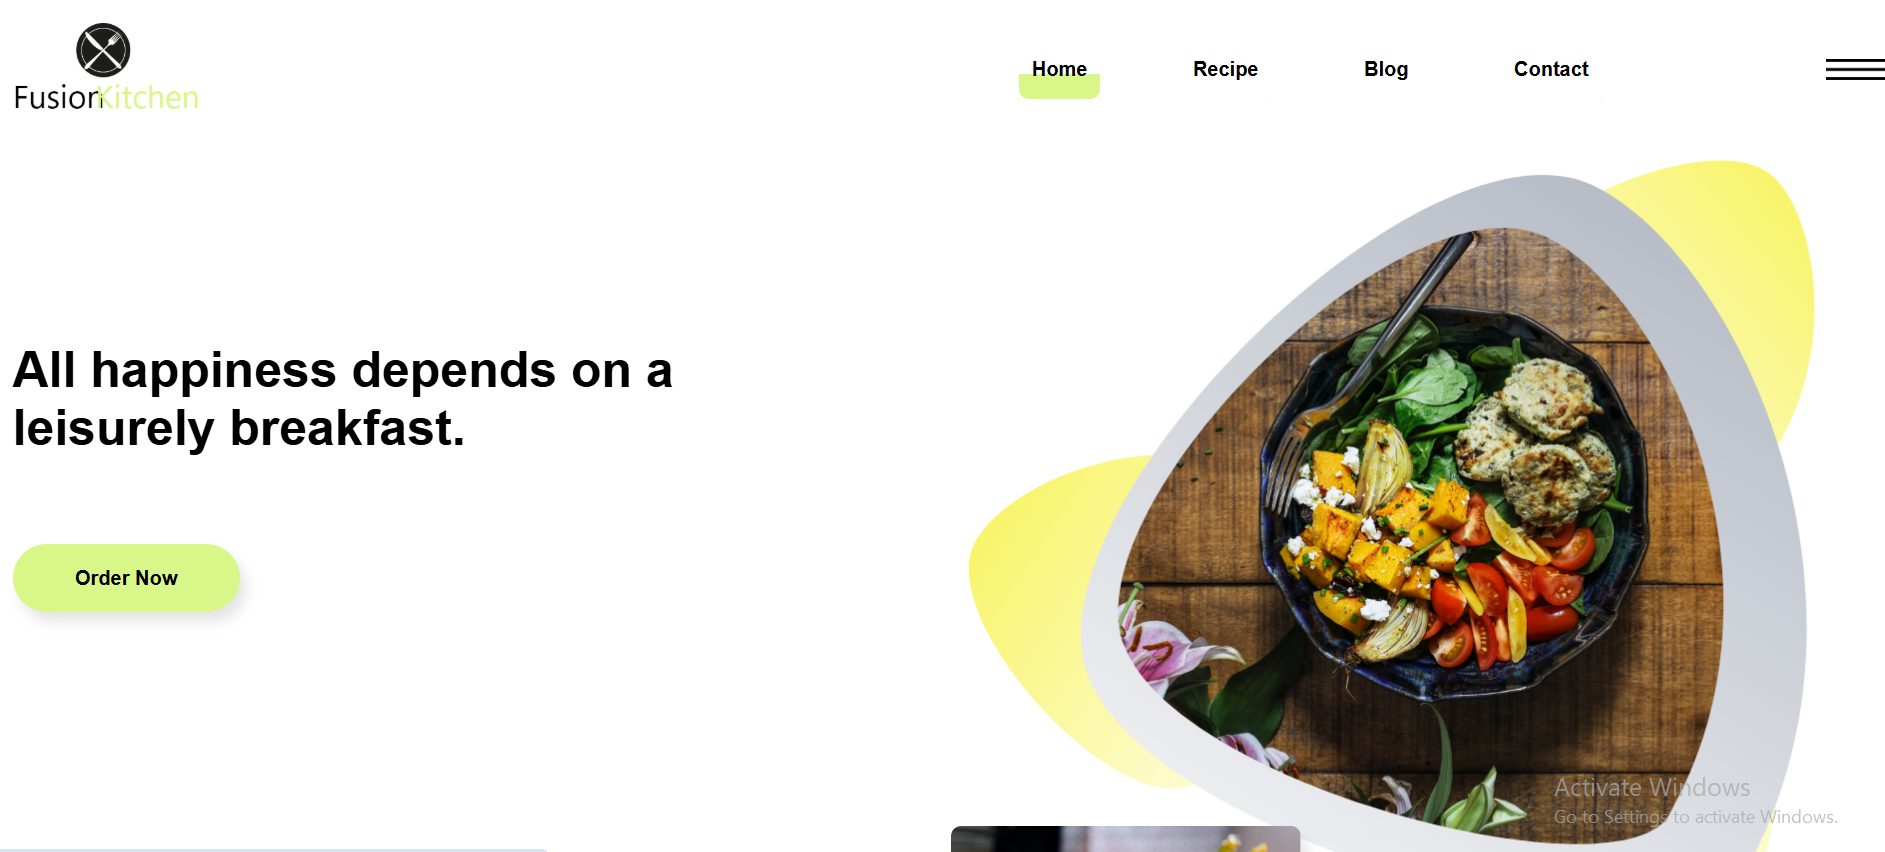 FusionKitchen
Home
Recipe
Blog
Contact
All happiness depends on a
leisurely breakfast.
Order Now
Activate Windows
Go to Settings to activate Windows.